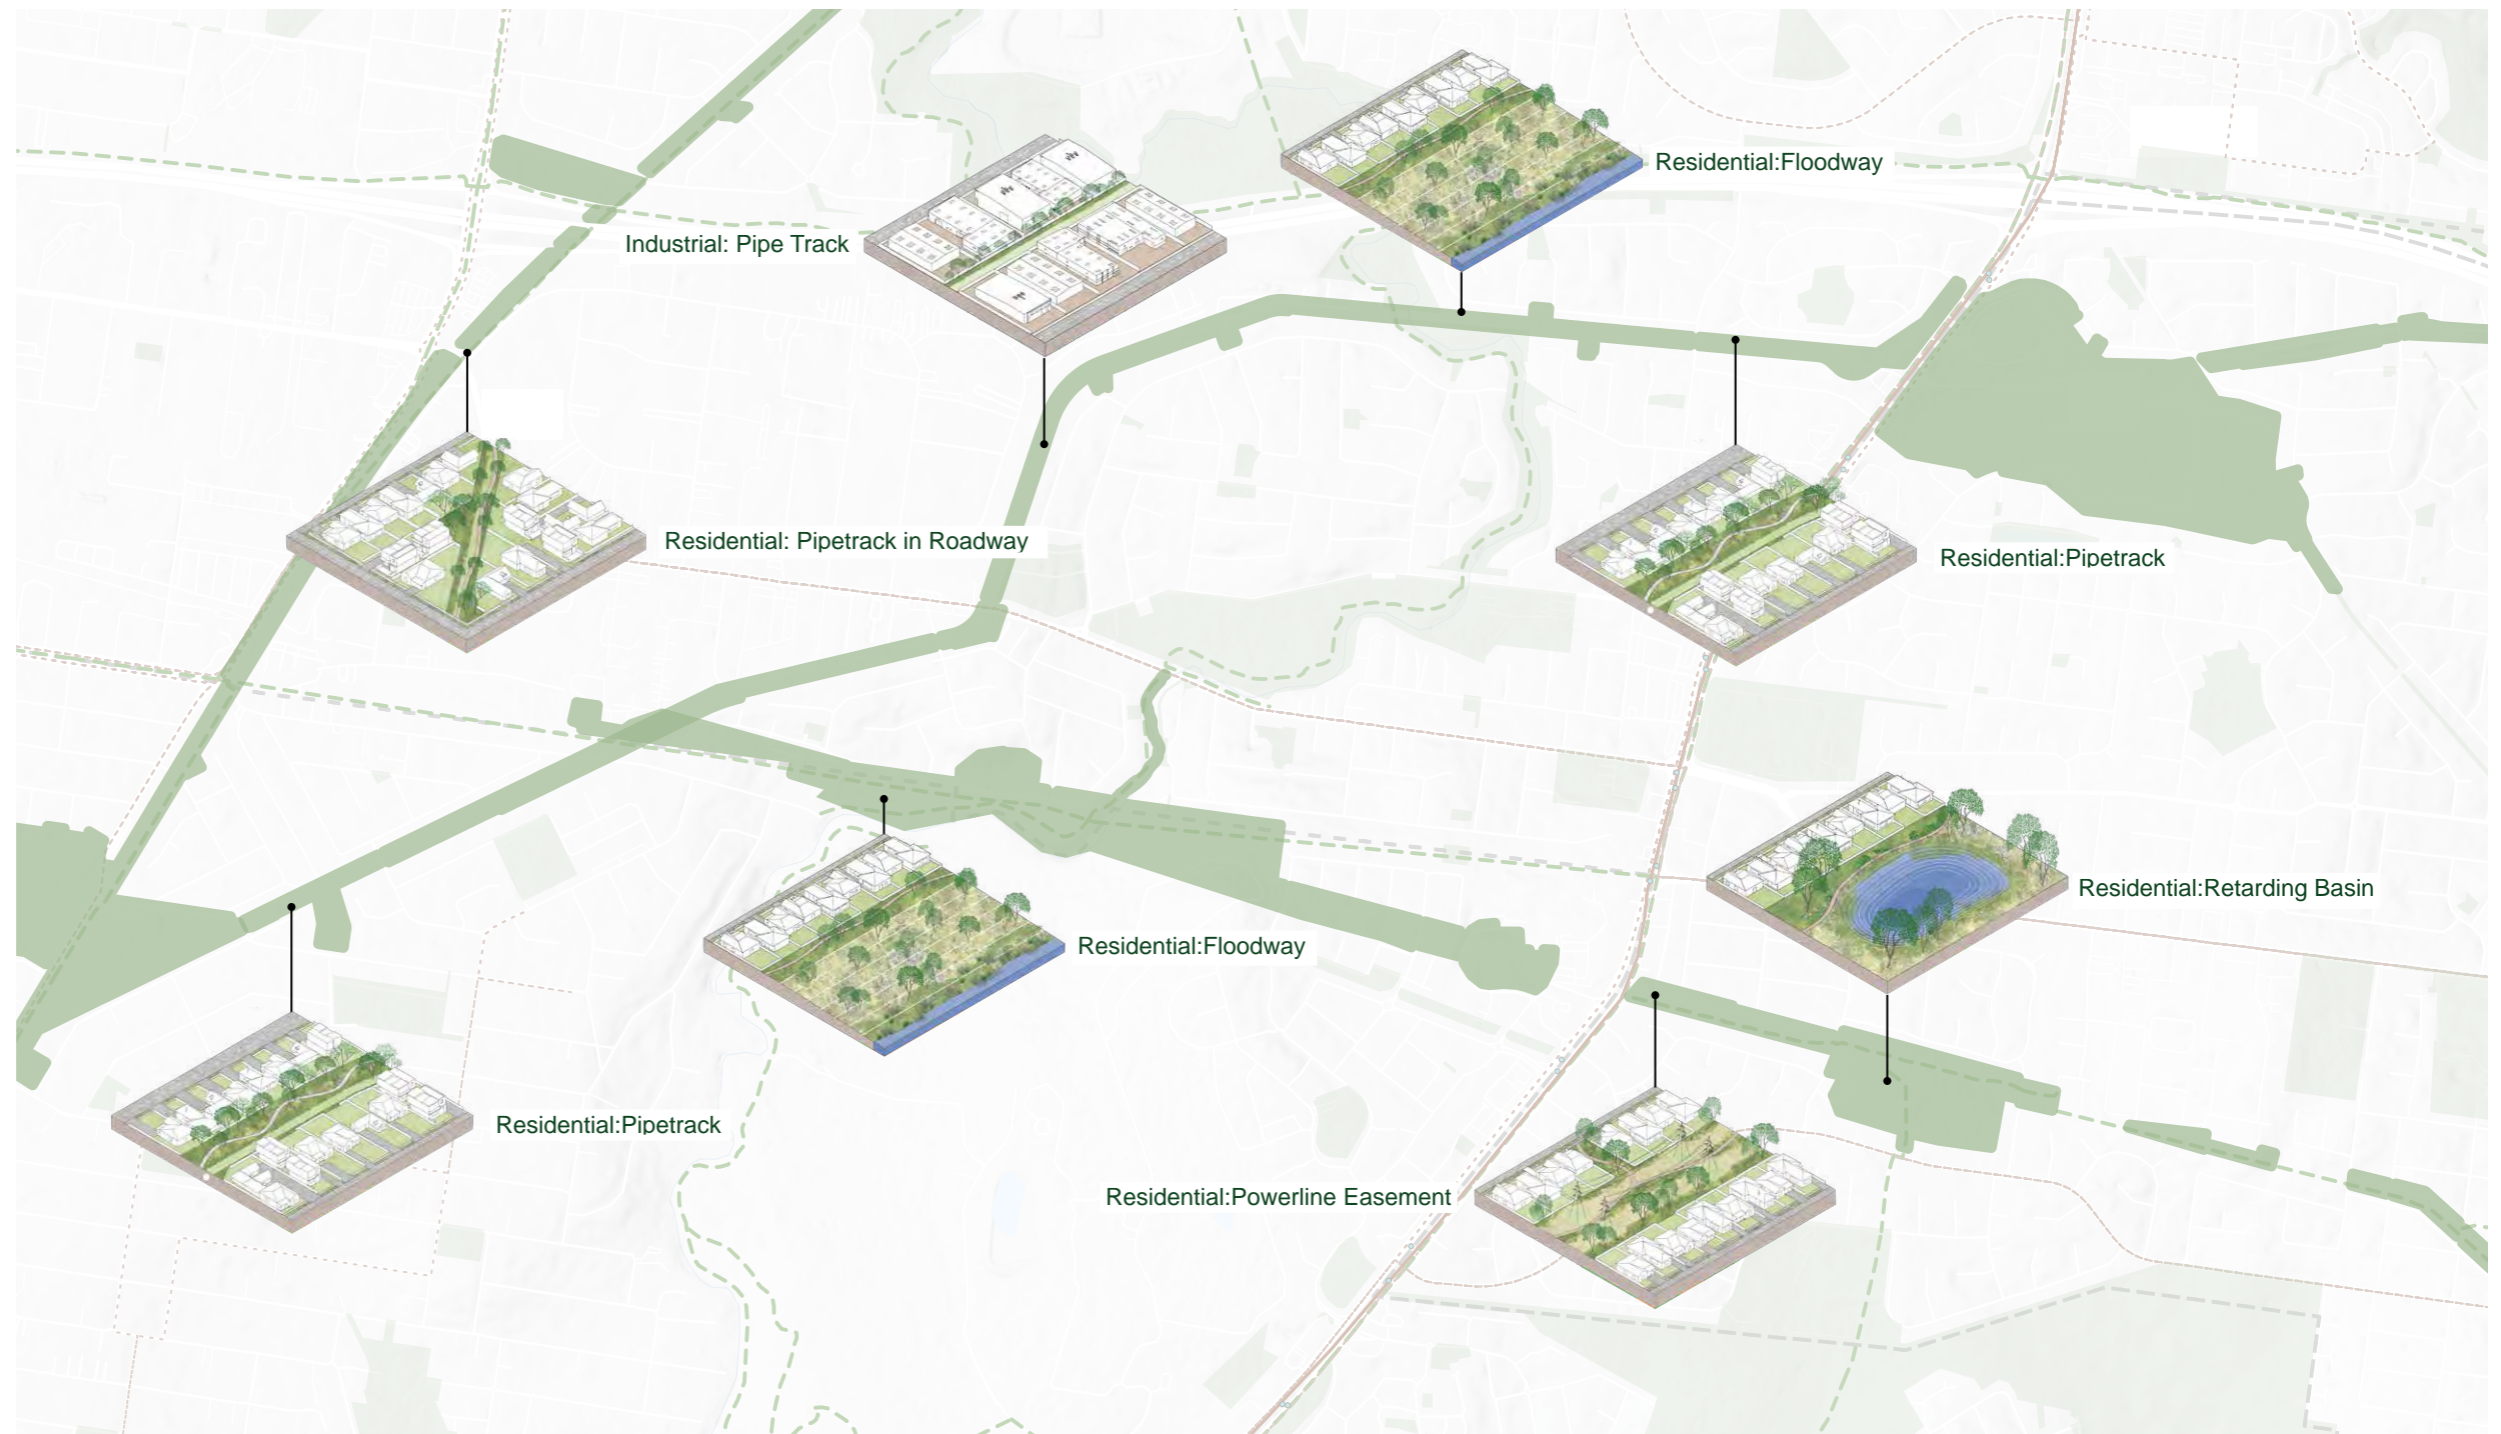 Residential:Floodway
Industrial: Pipe Track
Residential: Pipetrack in Roadway
Residential:Pipetrack
Residential:Retarding Basin
Residential:Floodway
Residential:Pipetrack
Residential:Powerline Easement